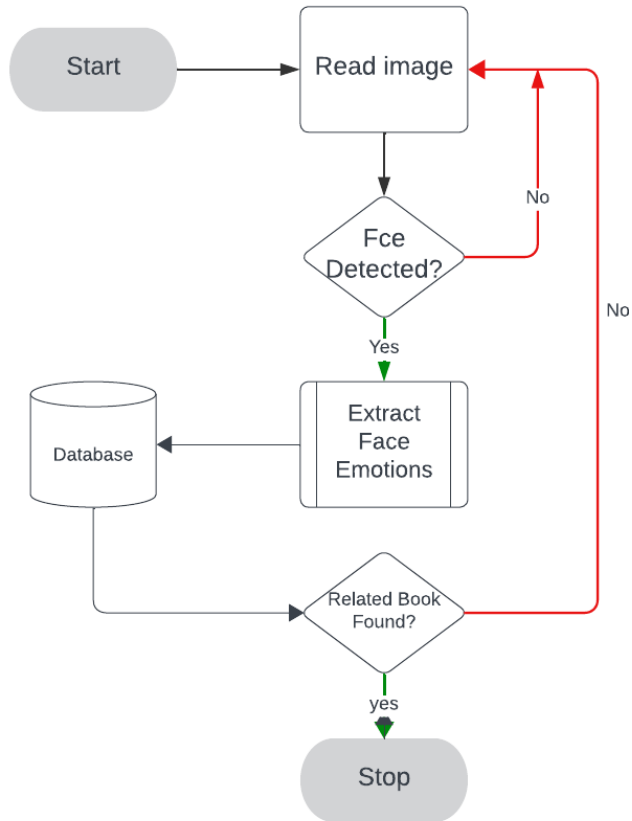 Start
Read image
No
Fce
Detected?
No
Yes
Extract
Face
Emotions
Database
Related Book
Found?
yes
Stop